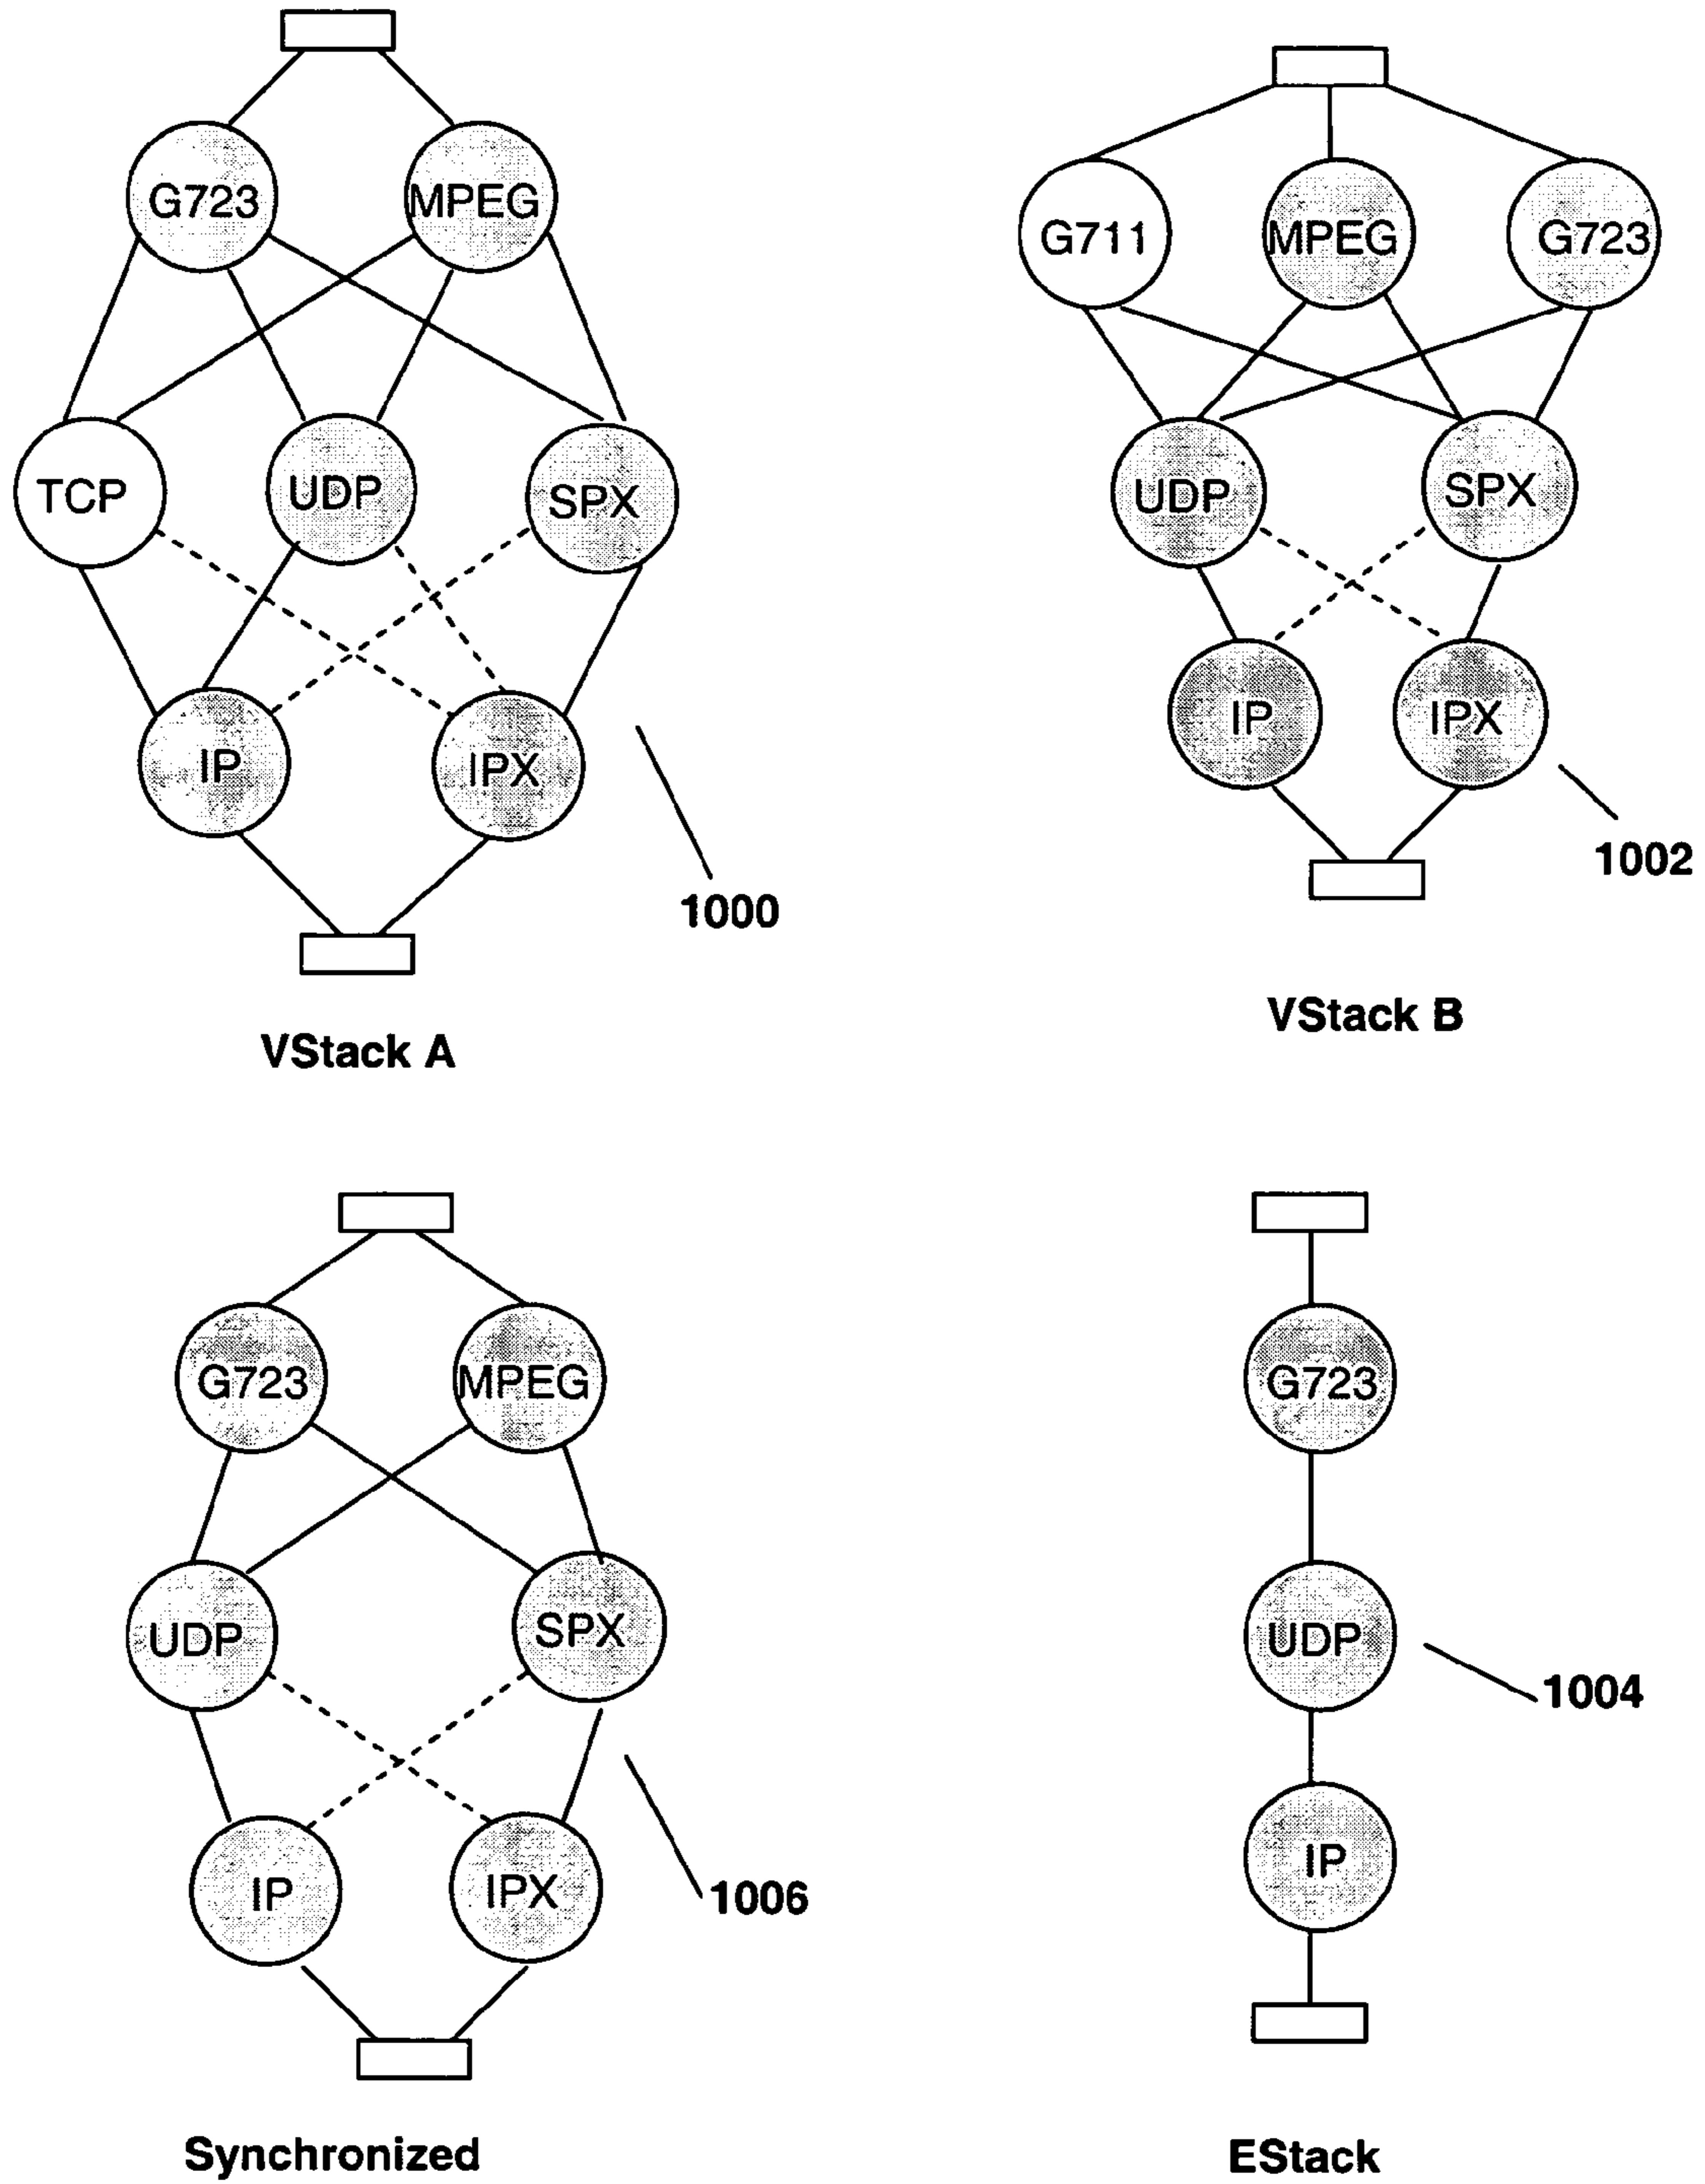 G723
MPEG
TCP
UDP
SPX
IP
IPX
1000
VStack A
G711
MPEG
G723
UDP
SPX
IP
IPX
1002
VStack B
G723
MPEG
UDP
SPX
IP
IPX
1006
Synchronized
G723
UDP
1004
IP
EStack